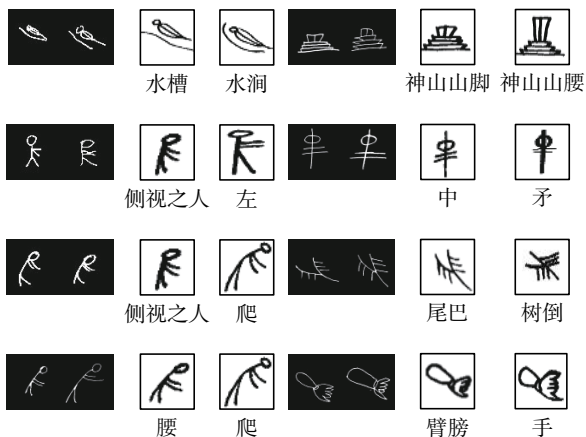 水槽 水涧 神山山脚 神山山腰
侧视之人 左 中 矛
侧视之人 爬 尾巴 树倒
腰 爬 臂膀 手